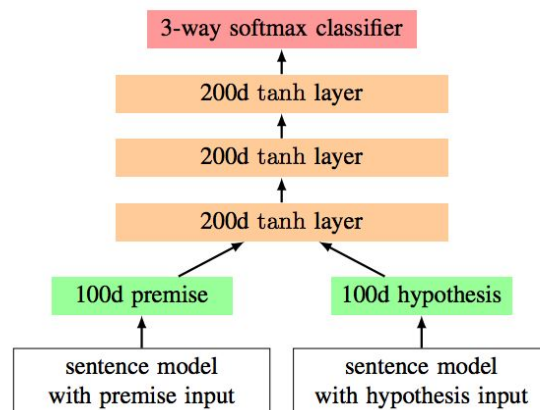 3-way softmax classifier
200d tanh layer
200d tanh layer
200d tanh layer
100d premise
100d hypothesis
sentence model
with premise input
sentence model
with hypothesis input